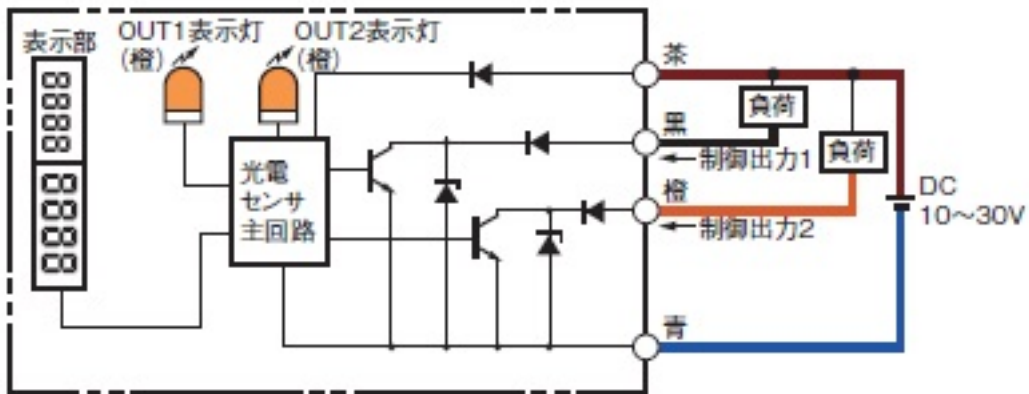 表示部
OUT1表示灯
(橙)
OUT2表示灯
(橙)
8888
8888
光電
センサ
主回路
茶
負荷
黒
制御出力1
負荷
橙
制御出力2
DC
10～30V
青